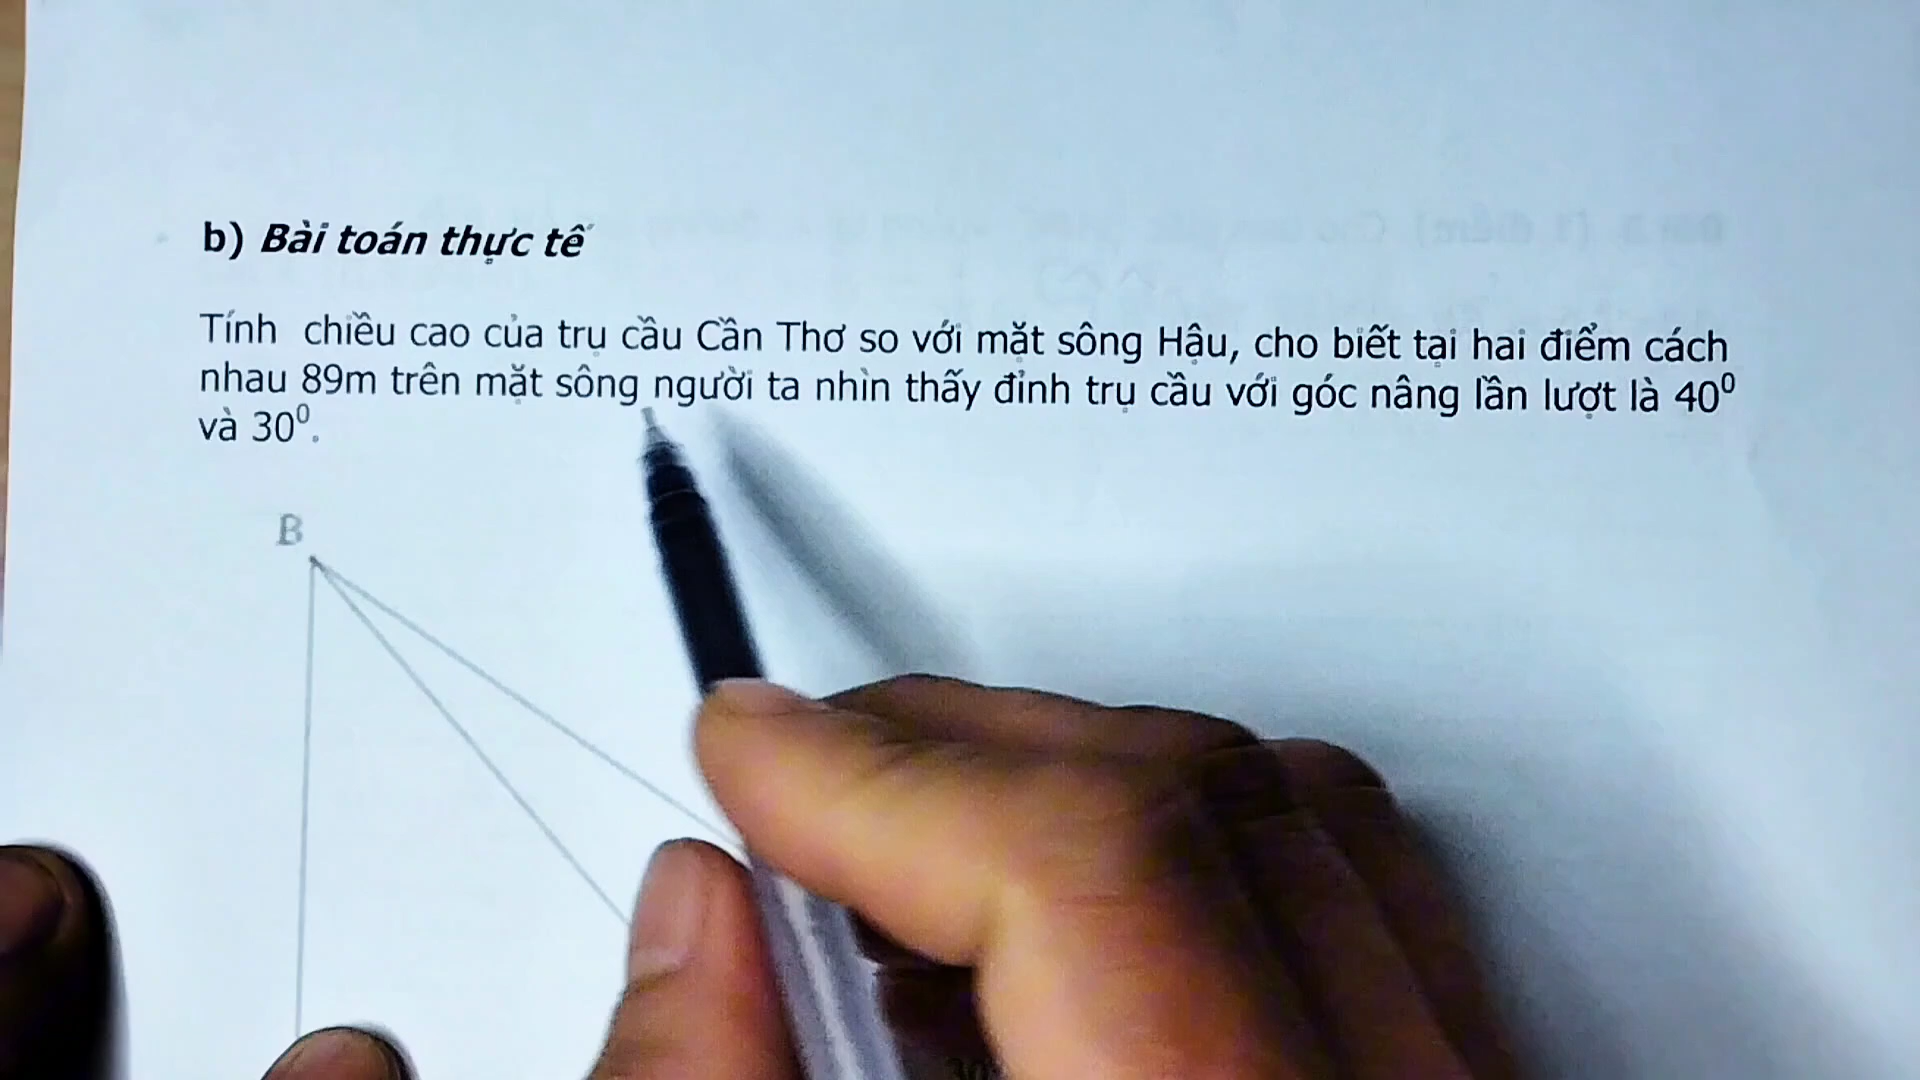 b) Bài toán thực tế
Tính chiều cao của trụ cầu Cần Thơ so với mặt sông Hậu, cho biết tại hai điểm cách
nhau 89m trên mặt sông người ta nhìn thấy đỉnh trụ cầu với góc nâng lần lượt là 40⁰
và 30⁰.
B